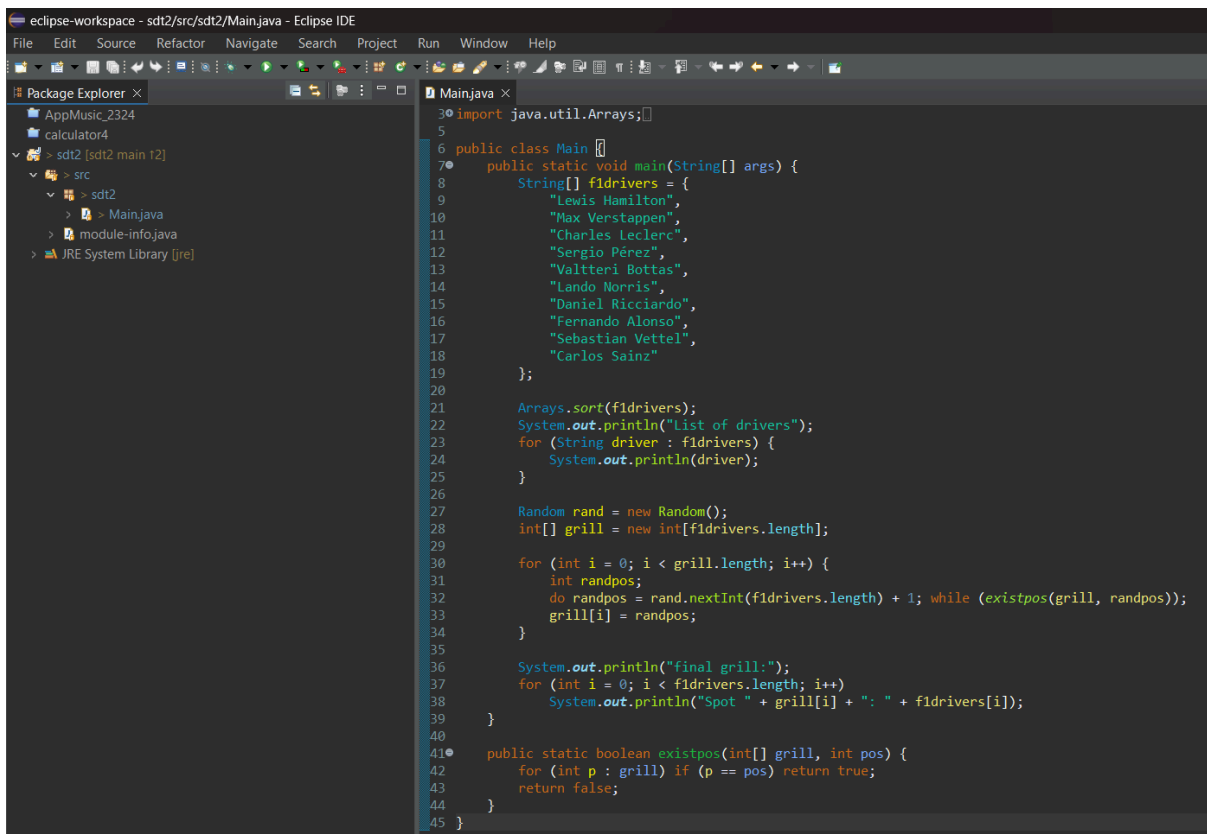 eclipse-workspace - sdt2/src/sdt2/Main.java - Eclipse IDE
File Edit Source Refactor Navigate Search Project Run Window Help
Package Explorer
AppMusic_2324
calculator4
> sdt2 [sdt2 main ↑2]
> src
> sdt2
> Main.java
module-info.java
JRE System Library [jre]
Main.java
3 import java.util.Arrays;
5
6 public class Main {
7     public static void main(String[] args) {
8         String[] f1drivers = {
9             "Lewis Hamilton",
10             "Max Verstappen",
11             "Charles Leclerc",
12             "Sergio Pérez",
13             "Valtteri Bottas",
14             "Lando Norris",
15             "Daniel Ricciardo",
16             "Fernando Alonso",
17             "Sebastian Vettel",
18             "Carlos Sainz"
19         };
20
21         Arrays.sort(f1drivers);
22         System.out.println("List of drivers");
23         for (String driver : f1drivers) {
24             System.out.println(driver);
25         }
26
27         Random rand = new Random();
28         int[] grill = new int[f1drivers.length];
29
30         for (int i = 0; i < grill.length; i++) {
31             int randpos;
32             do randpos = rand.nextInt(f1drivers.length) + 1; while (existpos(grill, randpos));
33             grill[i] = randpos;
34         }
35
36         System.out.println("final grill:");
37         for (int i = 0; i < f1drivers.length; i++)
38             System.out.println("Spot " + grill[i] + ": " + f1drivers[i]);
39     }
40
41     public static boolean existpos(int[] grill, int pos) {
42         for (int p : grill) if (p == pos) return true;
43         return false;
44     }
45 }